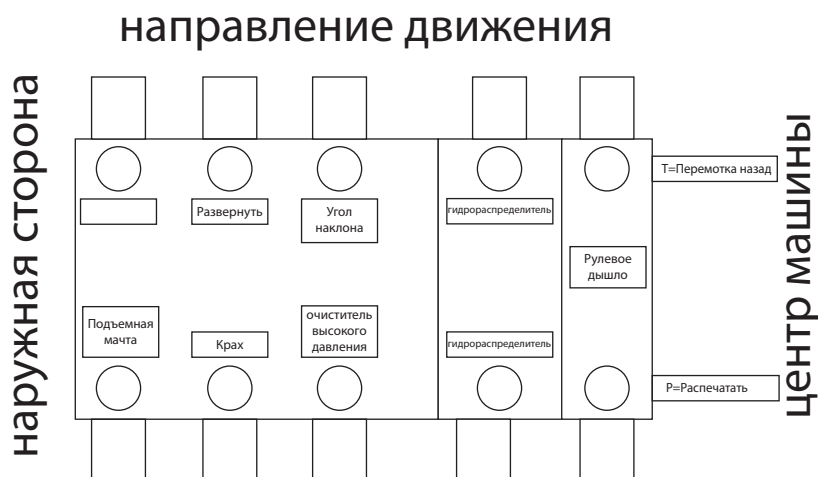 направление движения
наружная сторона
центр машины
T=Перемотка назад
Развернуть
Угол
наклона
гидрораспределитель
Рулевое
дышло
Подъемная
мачта
Крах
очиститель
высокого
давления
гидрораспределитель
P=Распечатать